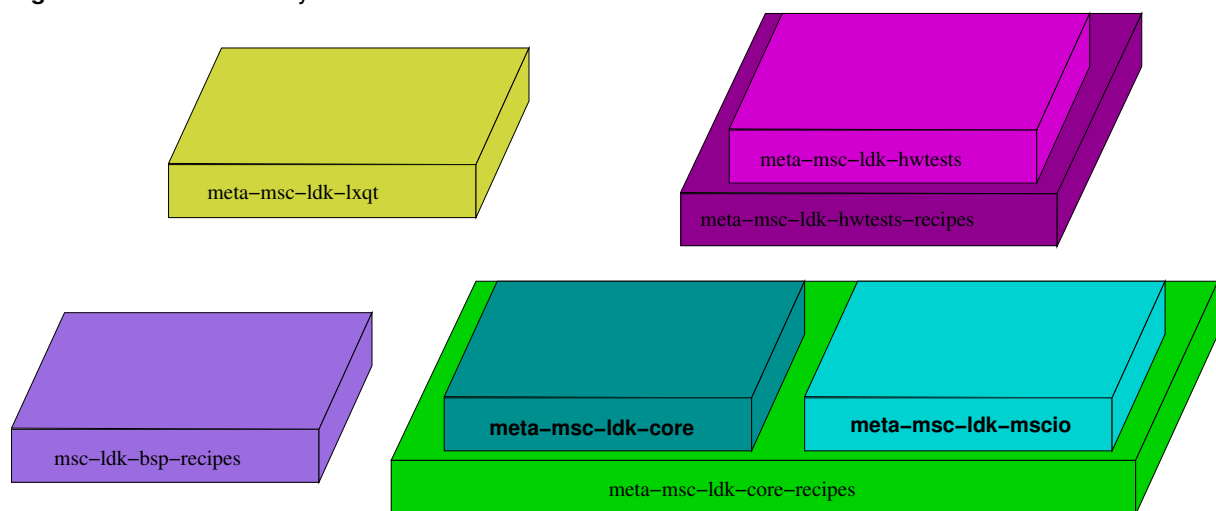 meta−msc−ldk−hwtests
meta−msc−ldk−lxqt
meta−msc−ldk−hwtests−recipes
meta−msc−ldk−core
meta−msc−ldk−mscio
msc−ldk−bsp−recipes
meta−msc−ldk−core−recipes